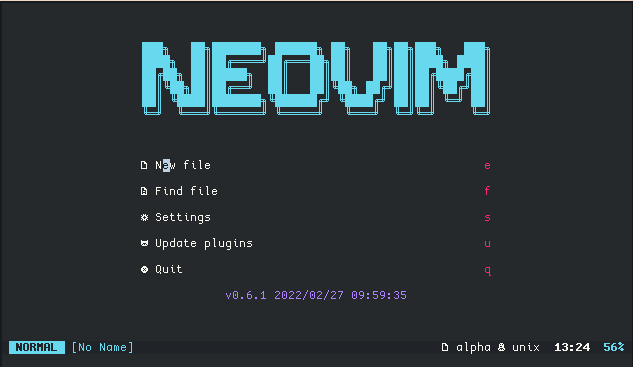 NEOVIM
New file e
Find file f
Settings s
Update plugins u
Quit q
v0.6.1 2022/02/27 09:59:35
NORMAL [No Name] alpha unix 13:24 56%